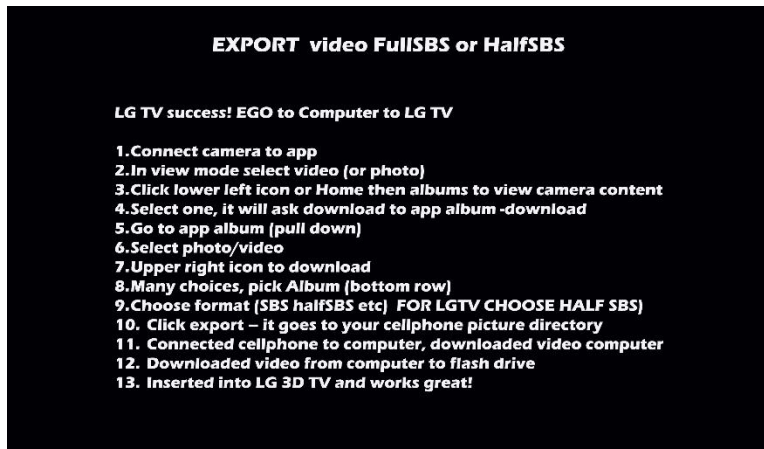 EXPORT video FullSBS or HalfSBS
LG TV success! EGO to Computer to LG TV
1.Connect camera to app
2.In view mode select video (or photo)
3.Click lower left icon or Home then albums to view camera content
4.Select one, it will ask download to app album -download
5.Go to app album (pull down)
6.Select photo/video
7.Upper right icon to download
8.Many choices, pick Album (bottom row)
9.Choose format (SBS halfSBS etc) FOR LGTV CHOOSE HALF SBS)
10. Click export – it goes to your cellphone picture directory
11. Connected cellphone to computer, downloaded video computer
12. Downloaded video from computer to flash drive
13. Inserted into LG 3D TV and works great!